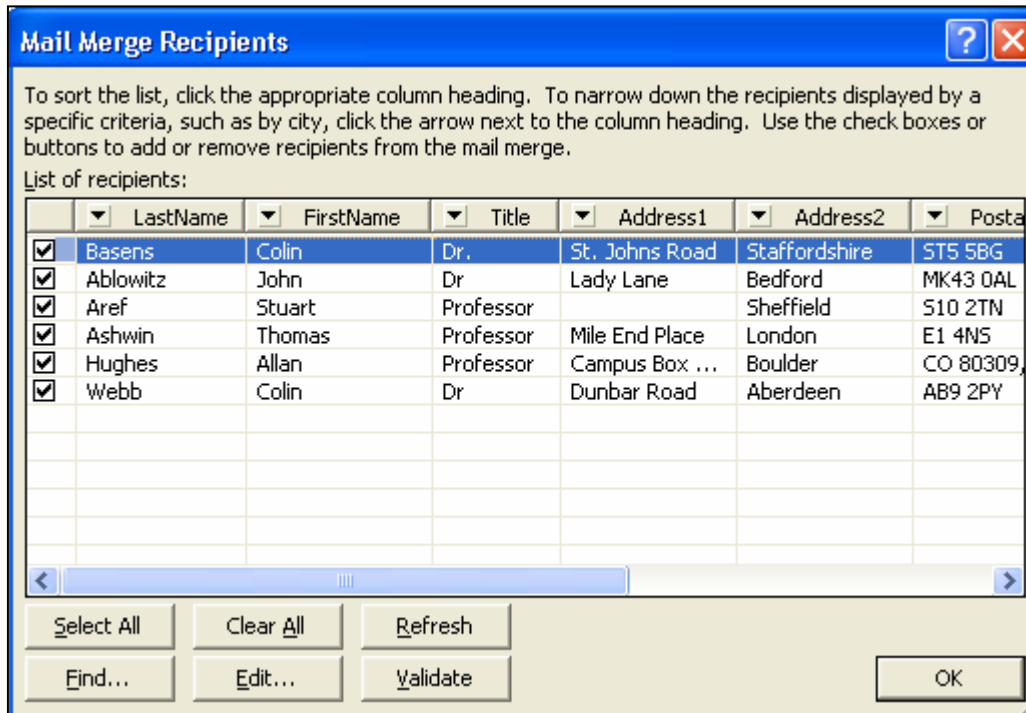 Mail Merge Recipients
To sort the list, click the appropriate column heading. To narrow down the recipients displayed by a
specific criteria, such as by city, click the arrow next to the column heading. Use the check boxes or
buttons to add or remove recipients from the mail merge.
List of recipients:
LastName FirstName Title Address1 Address2 Posta
Basens Colin Dr. St. Johns Road Staffordshire ST5 5BG
Ablowitz John Dr Lady Lane Bedford MK43 0AL
Aref Stuart Professor Sheffield S10 2TN
Ashwin Thomas Professor Mile End Place London E1 4NS
Hughes Allan Professor Campus Box ... Boulder CO 80309,
Webb Colin Dr Dunbar Road Aberdeen AB9 2PY
Select All Clear All Refresh
Find... Edit... Validate OK